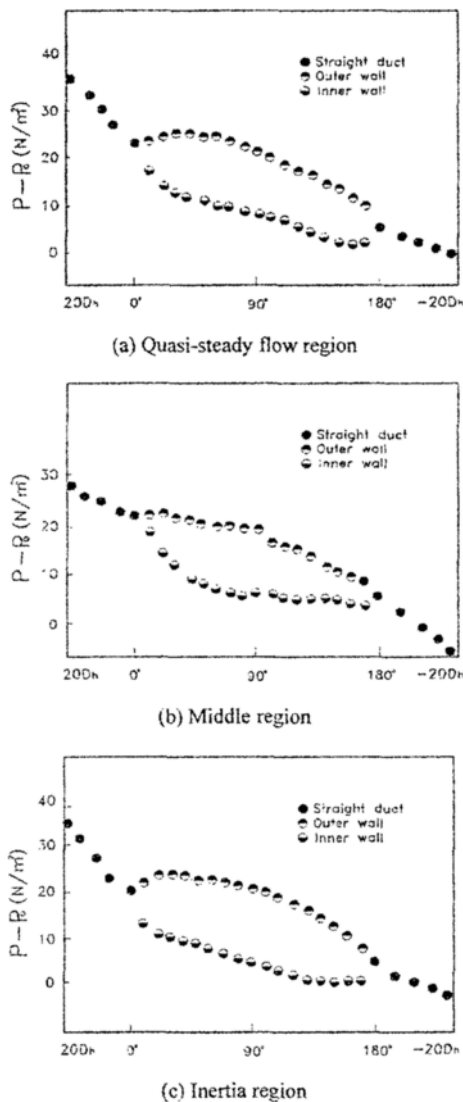 40
30
20
10
0
P-P₀ (N/m²)
● Straight duct
Outer wall
Inner wall
20Dh 0° 90° 180° -20Dh
(a) Quasi-steady flow region
30
20
10
0
P-P₀ (N/m²)
● Straight duct
Outer wall
Inner wall
20Dh 0° 90° 180° -20Dh
(b) Middle region
40
30
20
10
0
P-P₀ (N/m²)
● Straight duct
Outer wall
Inner wall
20Dh 0° 90° 180° -20Dh
(c) Inertia region